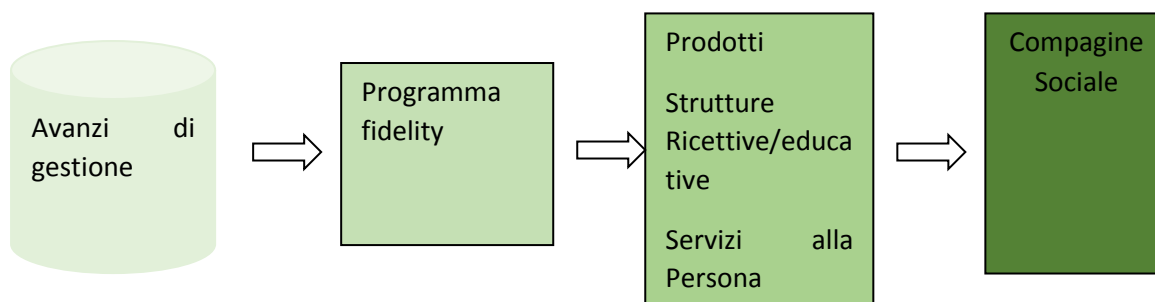 Avanzi di
gestione
Programma
fidelity
Prodotti
Strutture
Ricettive/educa
tive
Servizi alla
Persona
Compagine
Sociale